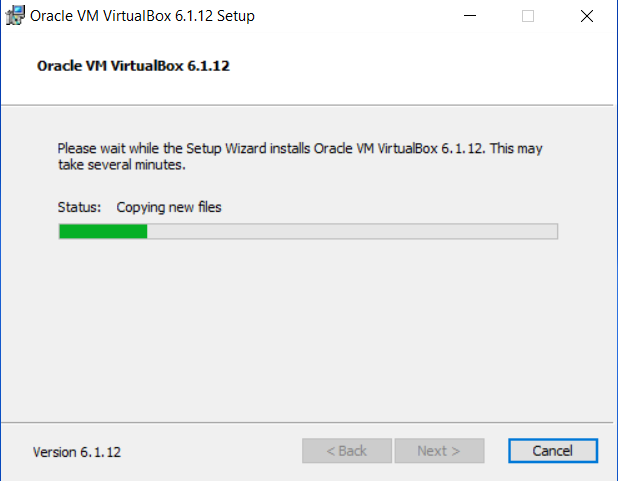 Oracle VM VirtualBox 6.1.12 Setup
Oracle VM VirtualBox 6.1.12
Please wait while the Setup Wizard installs Oracle VM VirtualBox 6.1.12. This may
take several minutes.
Status: Copying new files
Version 6.1.12
< Back
Next >
Cancel